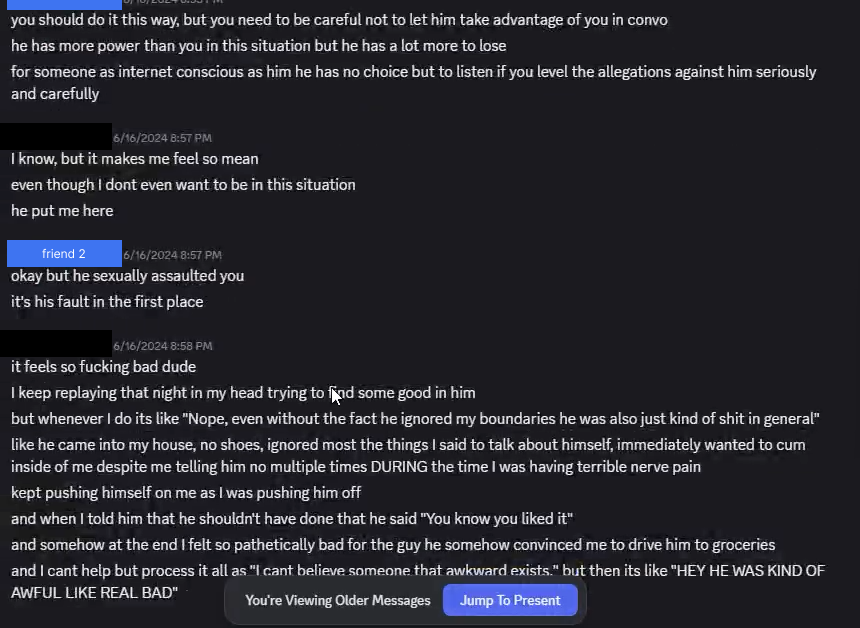 you should do it this way, but you need to be careful not to let him take advantage of you in convo
he has more power than you in this situation but he has a lot more to lose
for someone as internet conscious as him he has no choice but to listen if you level the allegations against him seriously
and carefully
6/16/2024 8:57 PM
I know, but it makes me feel so mean
even though I dont even want to be in this situation
he put me here
friend 2 6/16/2024 8:57 PM
okay but he sexually assaulted you
it's his fault in the first place
6/16/2024 8:58 PM
it feels so fucking bad dude
I keep replaying that night in my head trying to find some good in him
but whenever I do its like "Nope, even without the fact he ignored my boundaries he was also just kind of shit in general"
like he came into my house, no shoes, ignored most the things I said to talk about himself, immediately wanted to cum
inside of me despite me telling him no multiple times DURING the time I was having terrible nerve pain
kept pushing himself on me as I was pushing him off
and when I told him that he shouldn't have done that he said "You know you liked it"
and somehow at the end I felt so pathetically bad for the guy he somehow convinced me to drive him to groceries
and I cant help but process it all as "I cant believe someone that awkward exists." but then its like "HEY HE WAS KIND OF
AWFUL LIKE REAL BAD"
You're Viewing Older Messages Jump To Present